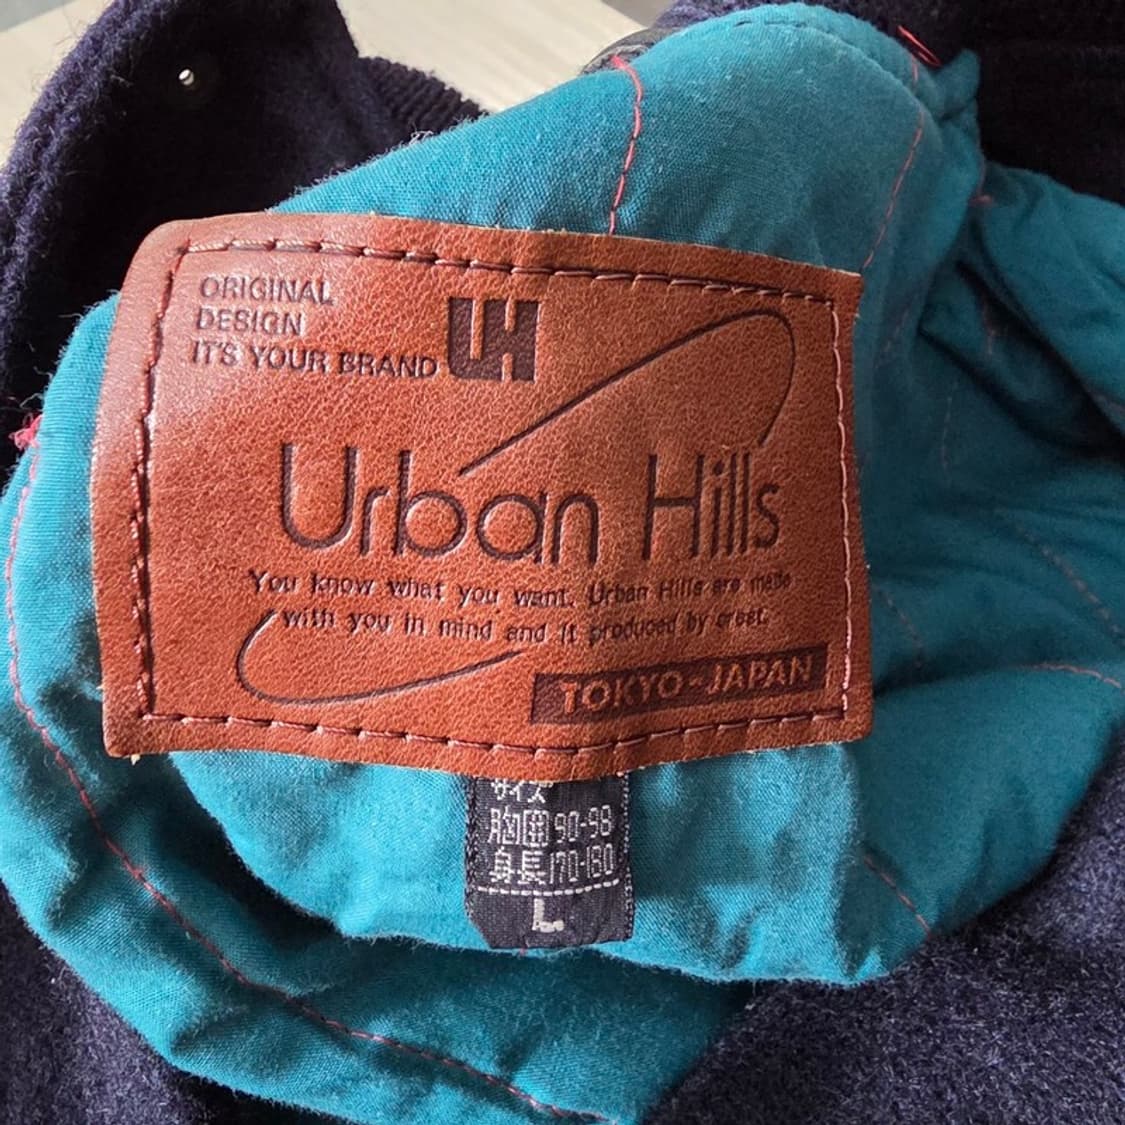 ORIGINAL
DESIGN
IT'S YOUR BRAND
UH
Urban Hills
You know what you want. Urban Hills are made
with you in mind and it produced by crest.
TOKYO-JAPAN
サイズ
胸囲 90-98
身長 170-180
L